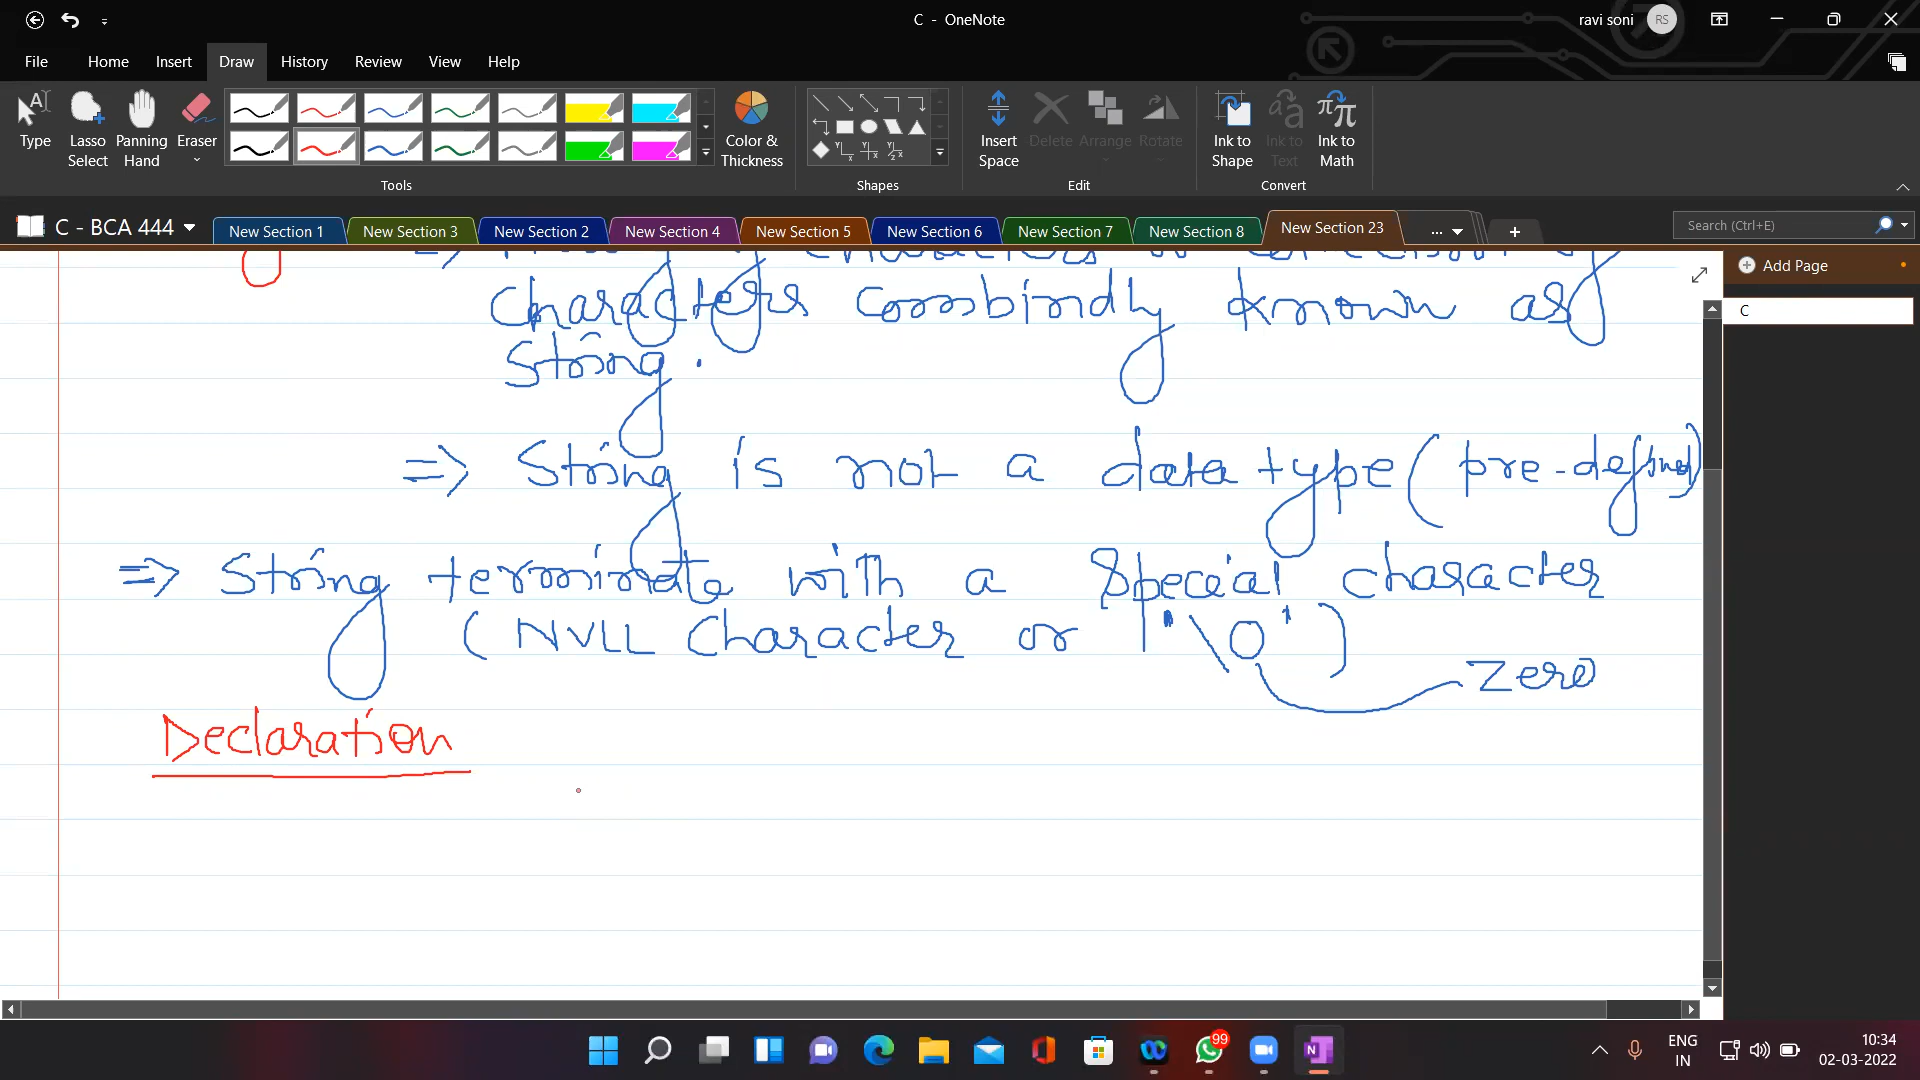 C - OneNote
ravi soni RS
File Home Insert Draw History Review View Help
Type Lasso Select Panning Hand Eraser Color & Thickness Insert Space Delete Arrange Rotate Ink to Shape Ink to Text Ink to Math
Tools Shapes Edit Convert
C - BCA 444 New Section 1 New Section 3 New Section 2 New Section 4 New Section 5 New Section 6 New Section 7 New Section 8 New Section 23 ... + Search (Ctrl+E)
Add Page
C
characters combindly known as
String.
=> String is not a data type (pre-defined)
=> String terminate with a Special character
(NULL Character or '\0')
Zero
Declaration
99
ENG
IN
10:34
02-03-2022